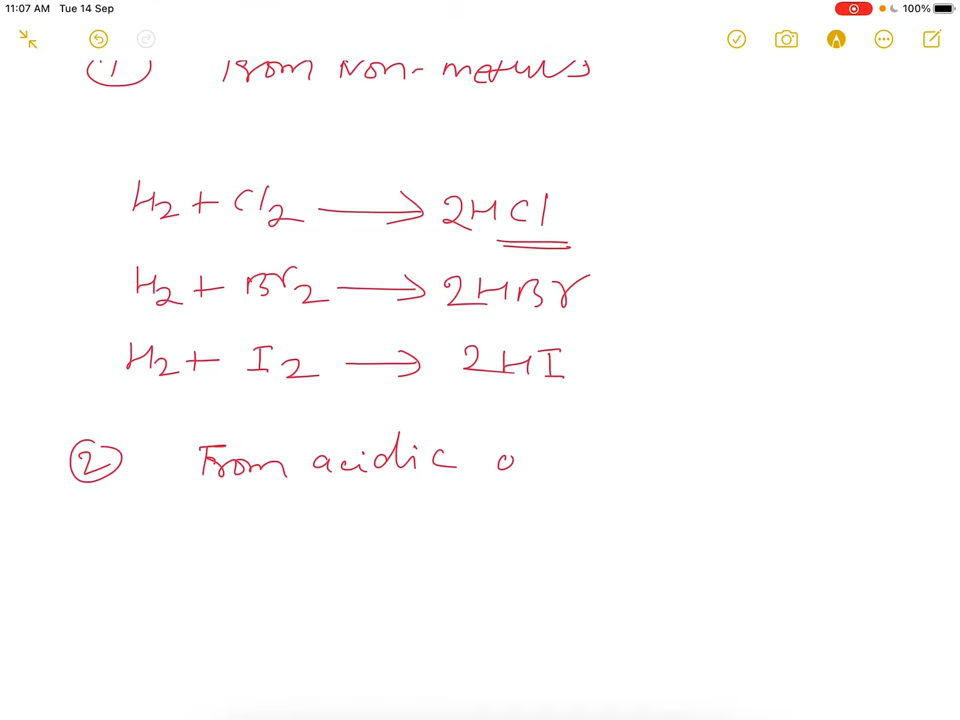 11:07 AM Tue 14 Sep 100%
(1) From Non-metals
H2 + Cl2 → 2HCl
H2 + Br2 → 2HBr
H2 + I2 → 2HI
2 From acidic o